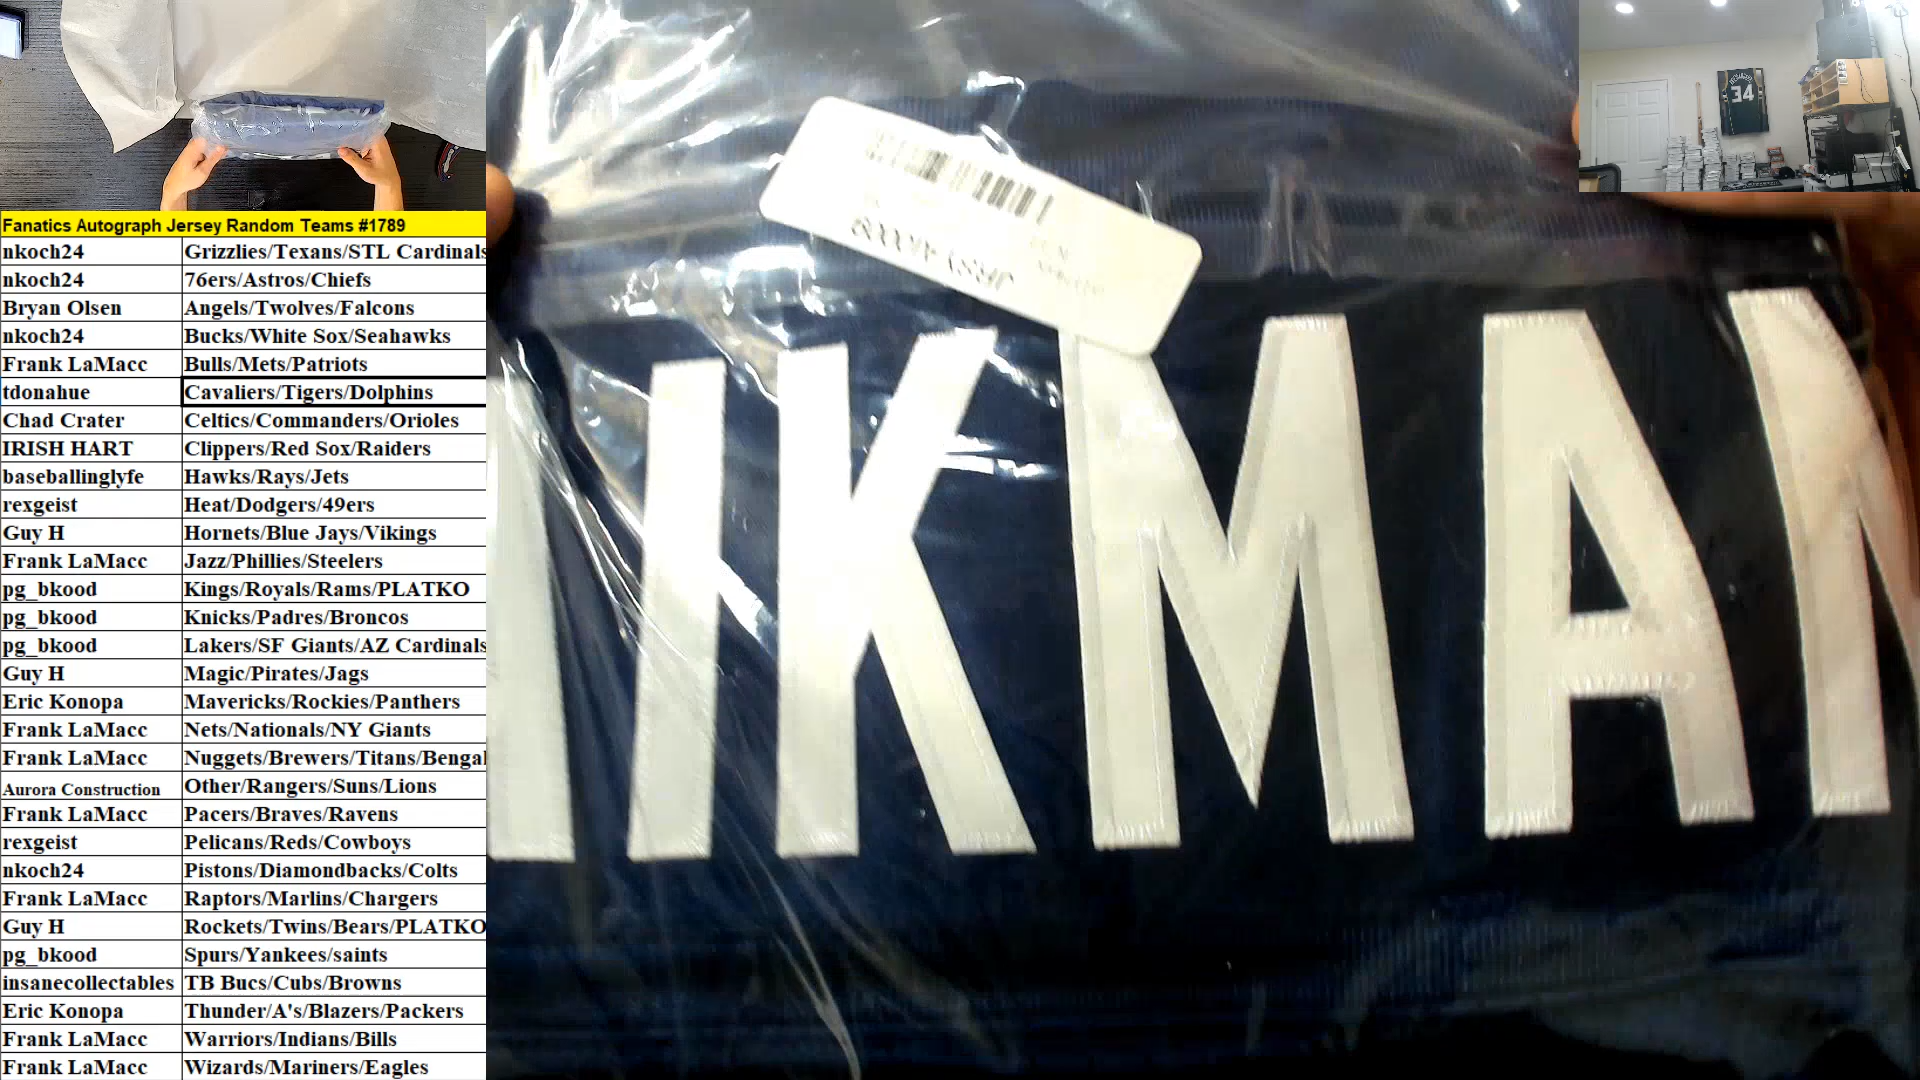 Fanatics Autograph Jersey Random Teams #1789
nkoch24 Grizzlies/Texans/STL Cardinals
nkoch24 76ers/Astros/Chiefs
Bryan Olsen Angels/Twolves/Falcons
nkoch24 Bucks/White Sox/Seahawks
Frank LaMacc Bulls/Mets/Patriots
tdonahue Cavaliers/Tigers/Dolphins
Chad Crater Celtics/Commanders/Orioles
IRISH HART Clippers/Red Sox/Raiders
baseballinglyfe Hawks/Rays/Jets
rexgeist Heat/Dodgers/49ers
Guy H Hornets/Blue Jays/Vikings
Frank LaMacc Jazz/Phillies/Steelers
pg_bkood Kings/Royals/Rams/PLATKO
pg_bkood Knicks/Padres/Broncos
pg_bkood Lakers/SF Giants/AZ Cardinals
Guy H Magic/Pirates/Jags
Eric Konopa Mavericks/Rockies/Panthers
Frank LaMacc Nets/Nationals/NY Giants
Frank LaMacc Nuggets/Brewers/Titans/Bengal
Aurora Construction Other/Rangers/Suns/Lions
Frank LaMacc Pacers/Braves/Ravens
rexgeist Pelicans/Reds/Cowboys
nkoch24 Pistons/Diamondbacks/Colts
Frank LaMacc Raptors/Marlins/Chargers
Guy H Rockets/Twins/Bears/PLATKO
pg_bkood Spurs/Yankees/saints
insanecollectables TB Bucs/Cubs/Browns
Eric Konopa Thunder/A's/Blazers/Packers
Frank LaMacc Warriors/Indians/Bills
Frank LaMacc Wizards/Mariners/Eagles
IKMAN
34